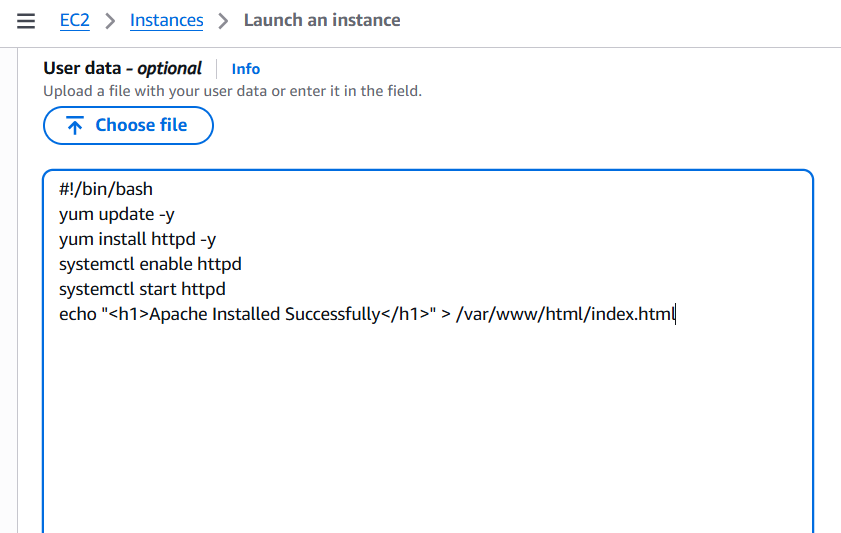 EC2 > Instances > Launch an instance
User data - optional Info
Upload a file with your user data or enter it in the field.
Choose file
#!/bin/bash
yum update -y
yum install httpd -y
systemctl enable httpd
systemctl start httpd
echo "<h1>Apache Installed Successfully</h1>" > /var/www/html/index.html